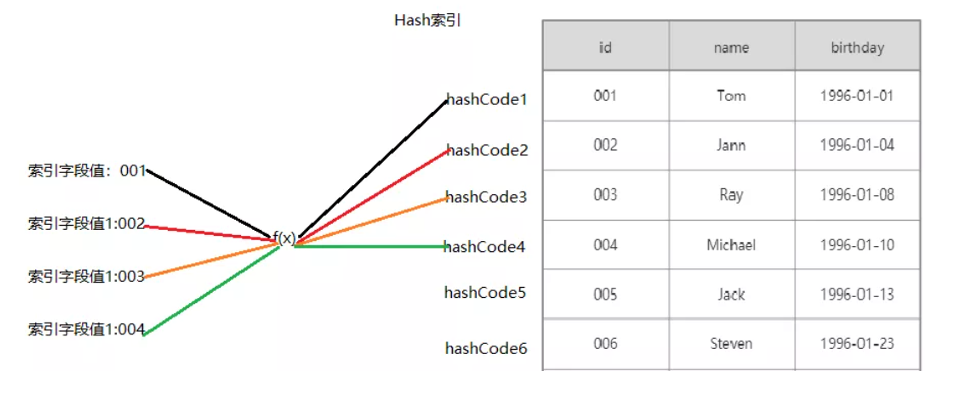 Hash索引
索引字段值：001
索引字段值1:002
索引字段值1:003
索引字段值1:004
f(x)
hashCode1
hashCode2
hashCode3
hashCode4
hashCode5
hashCode6
id name birthday
001 Tom 1996-01-01
002 Jann 1996-01-04
003 Ray 1996-01-08
004 Michael 1996-01-10
005 Jack 1996-01-13
006 Steven 1996-01-23